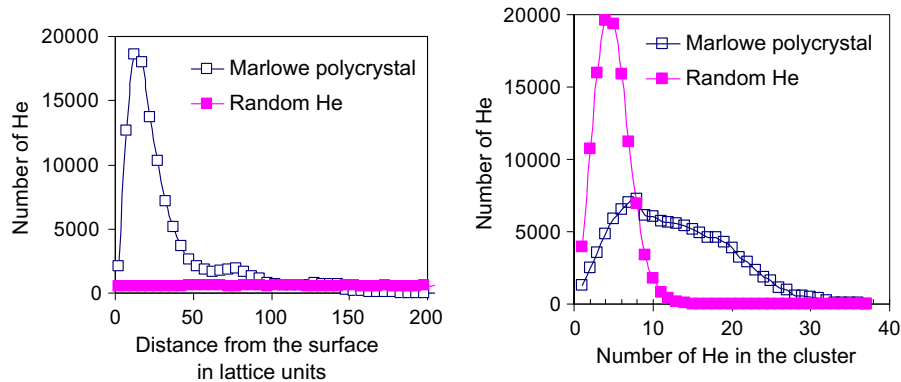 20000
15000
10000
5000
0
Number of He
Marlowe polycrystal
Random He
0 50 100 150 200
Distance from the surface
in lattice units
20000
15000
10000
5000
0
Number of He
Marlowe polycrystal
Random He
0 10 20 30 40
Number of He in the cluster